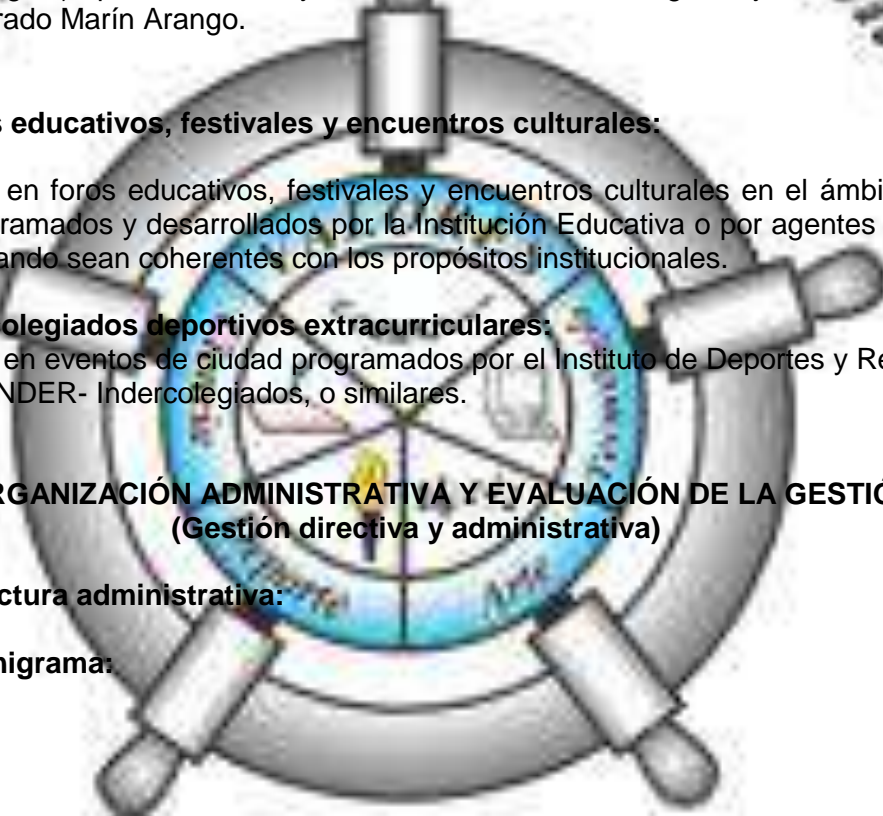 rado Marín Arango.
s educativos, festivales y encuentros culturales:
en foros educativos, festivales y encuentros culturales en el ámbi
ramados y desarrollados por la Institución Educativa o por agentes
ando sean coherentes con los propósitos institucionales.
olegiados deportivos extracurriculares:
en eventos de ciudad programados por el Instituto de Deportes y Re
NDER- Indercolegiados, o similares.
RGANIZACIÓN ADMINISTRATIVA Y EVALUACIÓN DE LA GESTIÓ
(Gestión directiva y administrativa)
ctura administrativa:
nigrama:
Arte